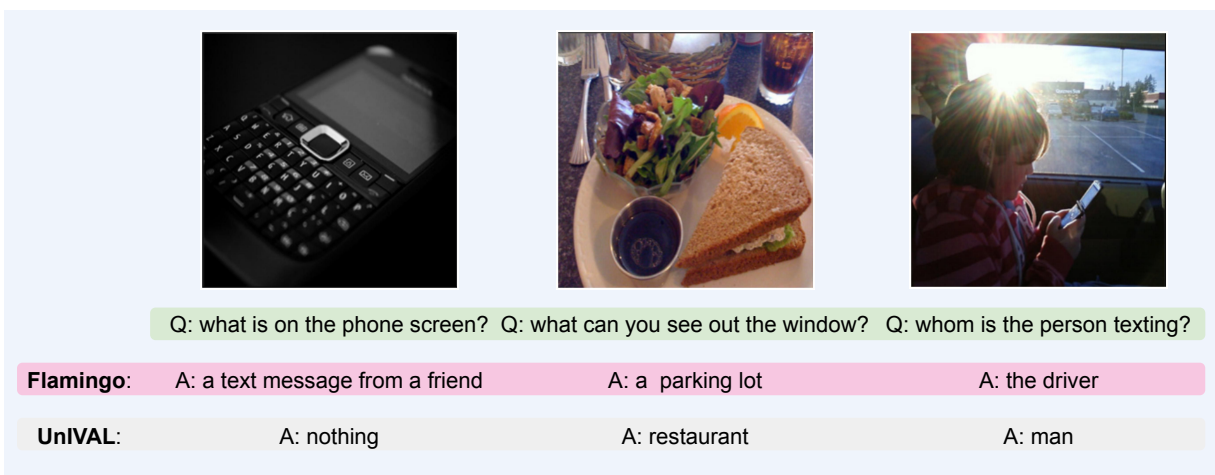 Q: what is on the phone screen? Q: what can you see out the window? Q: whom is the person texting?
Flamingo: A: a text message from a friend A: a parking lot A: the driver
UnIVAL: A: nothing A: restaurant A: man